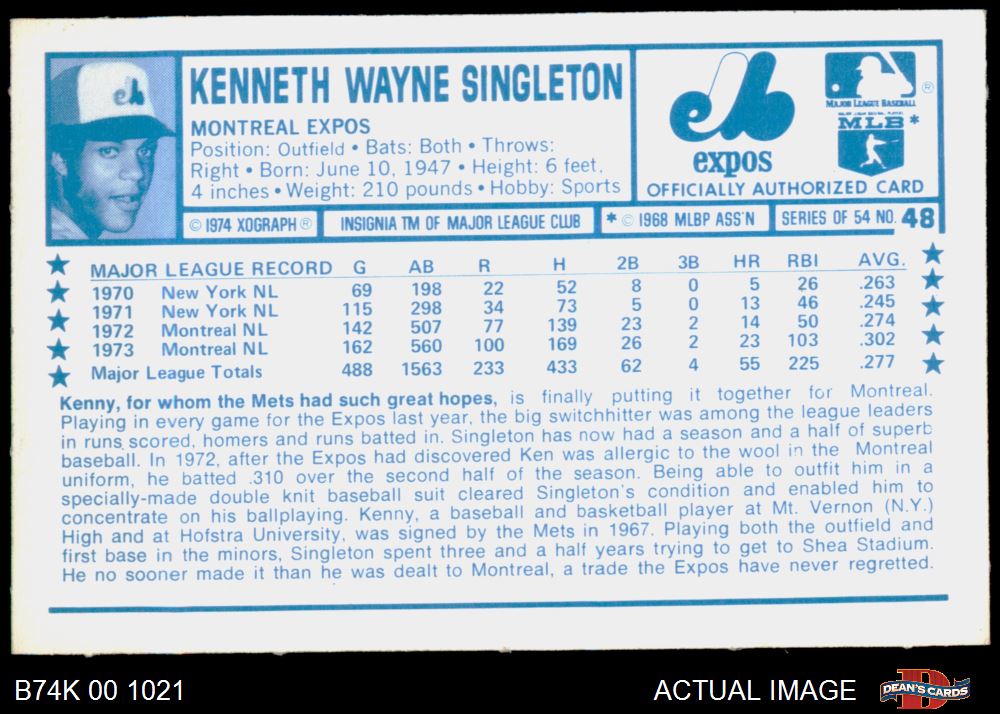 elb
KENNETH WAYNE SINGLETON
MONTREAL EXPOS
Position: Outfield • Bats: Both • Throws:
Right • Born: June 10, 1947 • Height: 6 feet,
4 inches • Weight: 210 pounds • Hobby: Sports
elb
expos
MAJOR LEAGUE BASEBALL
®
MLB*
OFFICIALLY AUTHORIZED CARD
© 1974 XOGRAPH ® INSIGNIA TM OF MAJOR LEAGUE CLUB * © 1968 MLBP ASS'N SERIES OF 54 NO. 48
MAJOR LEAGUE RECORD G AB R H 2B 3B HR RBI AVG.
1970 New York NL 69 198 22 52 8 0 5 26 .263
1971 New York NL 115 298 34 73 5 0 13 46 .245
1972 Montreal NL 142 507 77 139 23 2 14 50 .274
1973 Montreal NL 162 560 100 169 26 2 23 103 .302
Major League Totals 488 1563 233 433 62 4 55 225 .277
Kenny, for whom the Mets had such great hopes, is finally putting it together for Montreal.
Playing in every game for the Expos last year, the big switchhitter was among the league leaders
in runs scored, homers and runs batted in. Singleton has now had a season and a half of superb
baseball. In 1972, after the Expos had discovered Ken was allergic to the wool in the Montreal
uniform, he batted .310 over the second half of the season. Being able to outfit him in a
specially-made double knit baseball suit cleared Singleton's condition and enabled him to
concentrate on his ballplaying. Kenny, a baseball and basketball player at Mt. Vernon (N.Y.)
High and at Hofstra University, was signed by the Mets in 1967. Playing both the outfield and
first base in the minors, Singleton spent three and a half years trying to get to Shea Stadium.
He no sooner made it than he was dealt to Montreal, a trade the Expos have never regretted.
B74K 00 1021
ACTUAL IMAGE
DEAN'S CARDS